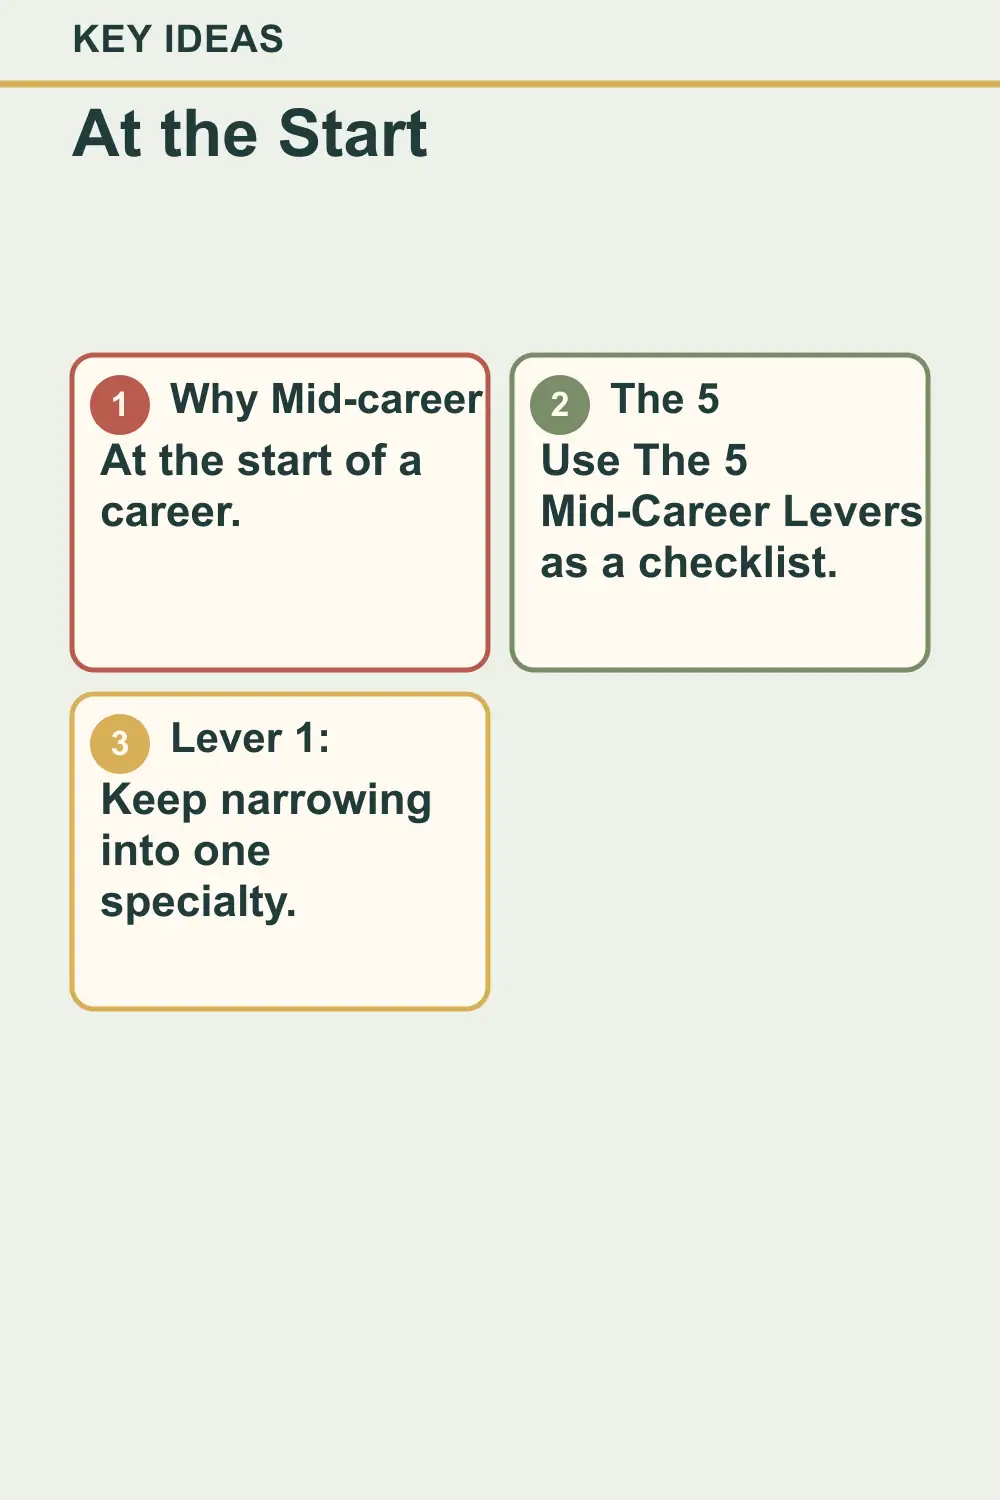 KEY IDEAS
At the Start
1
Why Mid-career
At the start of a
career.
2
The 5
Use The 5
Mid-Career Levers
as a checklist.
3
Lever 1:
Keep narrowing
into one
specialty.